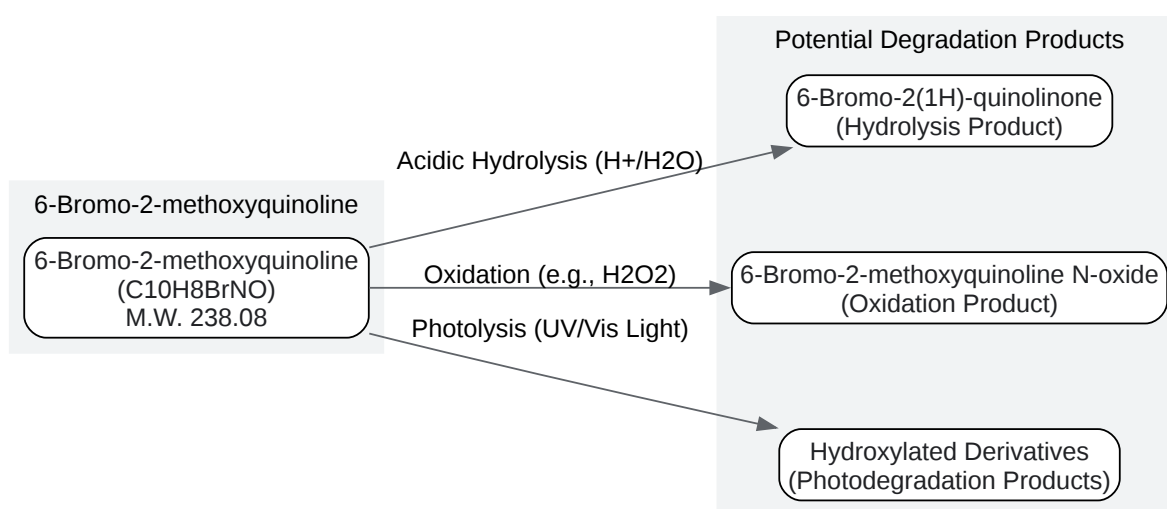 Potential Degradation Products
6-Bromo-2(1H)-quinolinone
(Hydrolysis Product)
Acidic Hydrolysis (H+/H2O)
6-Bromo-2-methoxyquinoline
6-Bromo-2-methoxyquinoline
(C10H8BrNO)
M.W. 238.08
Oxidation (e.g., H2O2)
6-Bromo-2-methoxyquinoline N-oxide
(Oxidation Product)
Photolysis (UV/Vis Light)
Hydroxylated Derivatives
(Photodegradation Products)